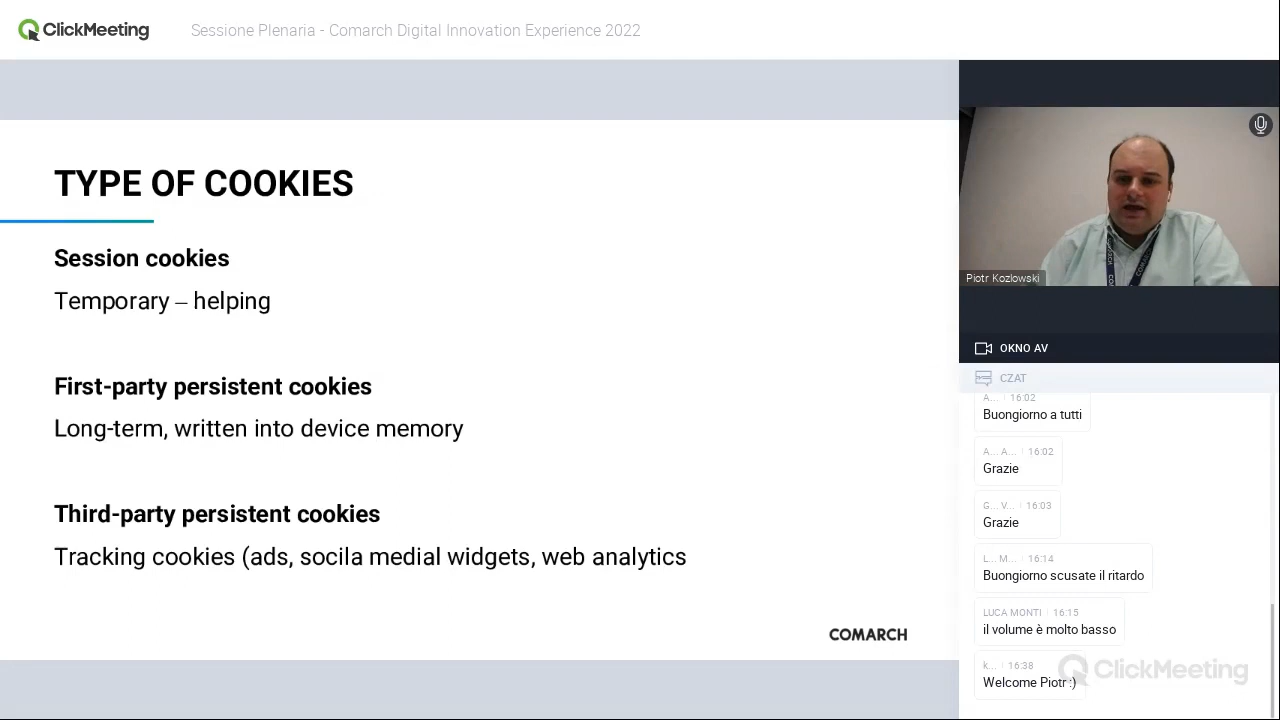 ClickMeeting
Sessione Plenaria - Comarch Digital Innovation Experience 2022
TYPE OF COOKIES
Session cookies
Temporary – helping
First-party persistent cookies
Long-term, written into device memory
Third-party persistent cookies
Tracking cookies (ads, socila medial widgets, web analytics
COMARCH
Piotr Kozlowski
OKNO AV
CZAT
A... 16:02
Buongiorno a tutti
A... A... 16:02
Grazie
G... V... 16:03
Grazie
L... M... 16:14
Buongiorno scusate il ritardo
LUCA MONTI 16:15
il volume è molto basso
k... 16:38
Welcome Piotr :)
ClickMeeting